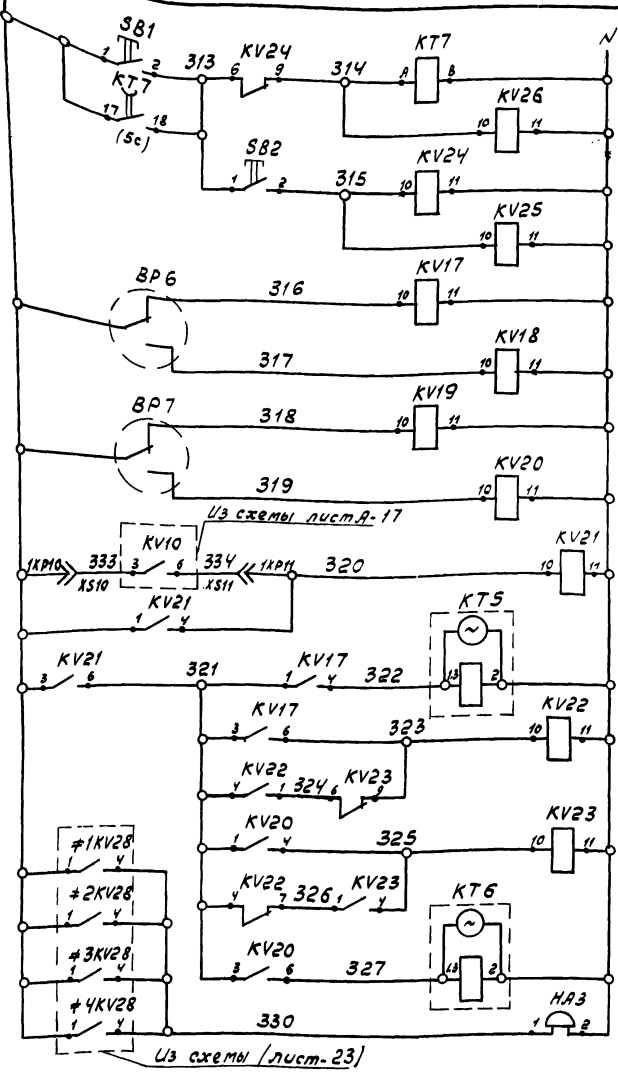 N
SB1
1 2 313 6 KV24 9 314 A KT7 B
KT7
17 18
(5c)
KV26
10 11
SB2
1 2 315 10 KV24 11
KV25
10 11
BP6
316 10 KV17 11
317 10 KV18 11
BP7
318 10 KV19 11
319 10 KV20 11
Из схемы лист А-17
1XP10 333 3 KV10 6 334 1XP11 320 10 KV21 11
XS10 XS11
KV21
1 4
KT5
~
KV21
3 6 321 1 KV17 4 322 L3 2
KV17
3 6 323 10 KV22 11
KV22
4 1 324 6 KV23 9
KV20
1 4 325 10 KV23 11
KV22
4 7 326 1 KV23 4
KT6
~
KV20
3 6 327 L3 2
#1KV28
1 4
#2KV28
1 4
#3KV28
1 4
#4KV28
1 4 330 1 HA3 2
Из схемы (лист-23)